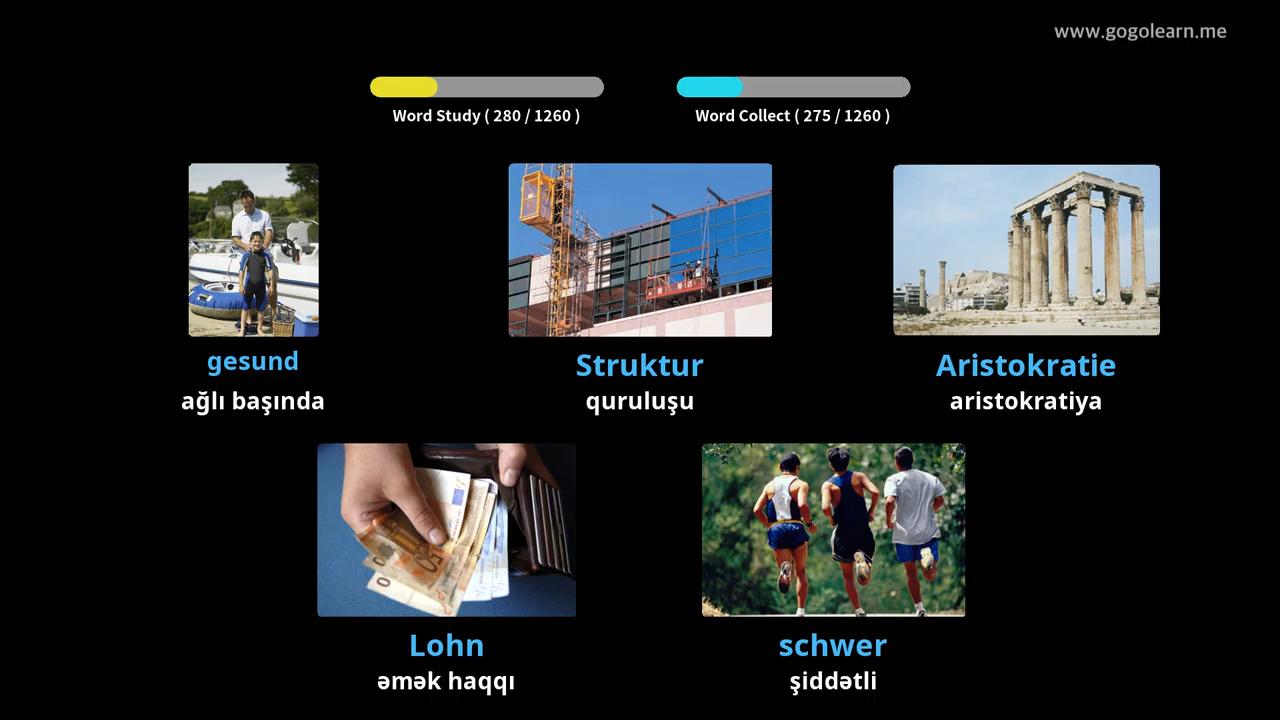 www.gogolearn.me
Word Study ( 280 / 1260 )
Word Collect ( 275 / 1260 )
gesund
ağlı başında
Struktur
quruluşu
Aristokratie
aristokratiya
Lohn
əmək haqqı
schwer
şiddətli